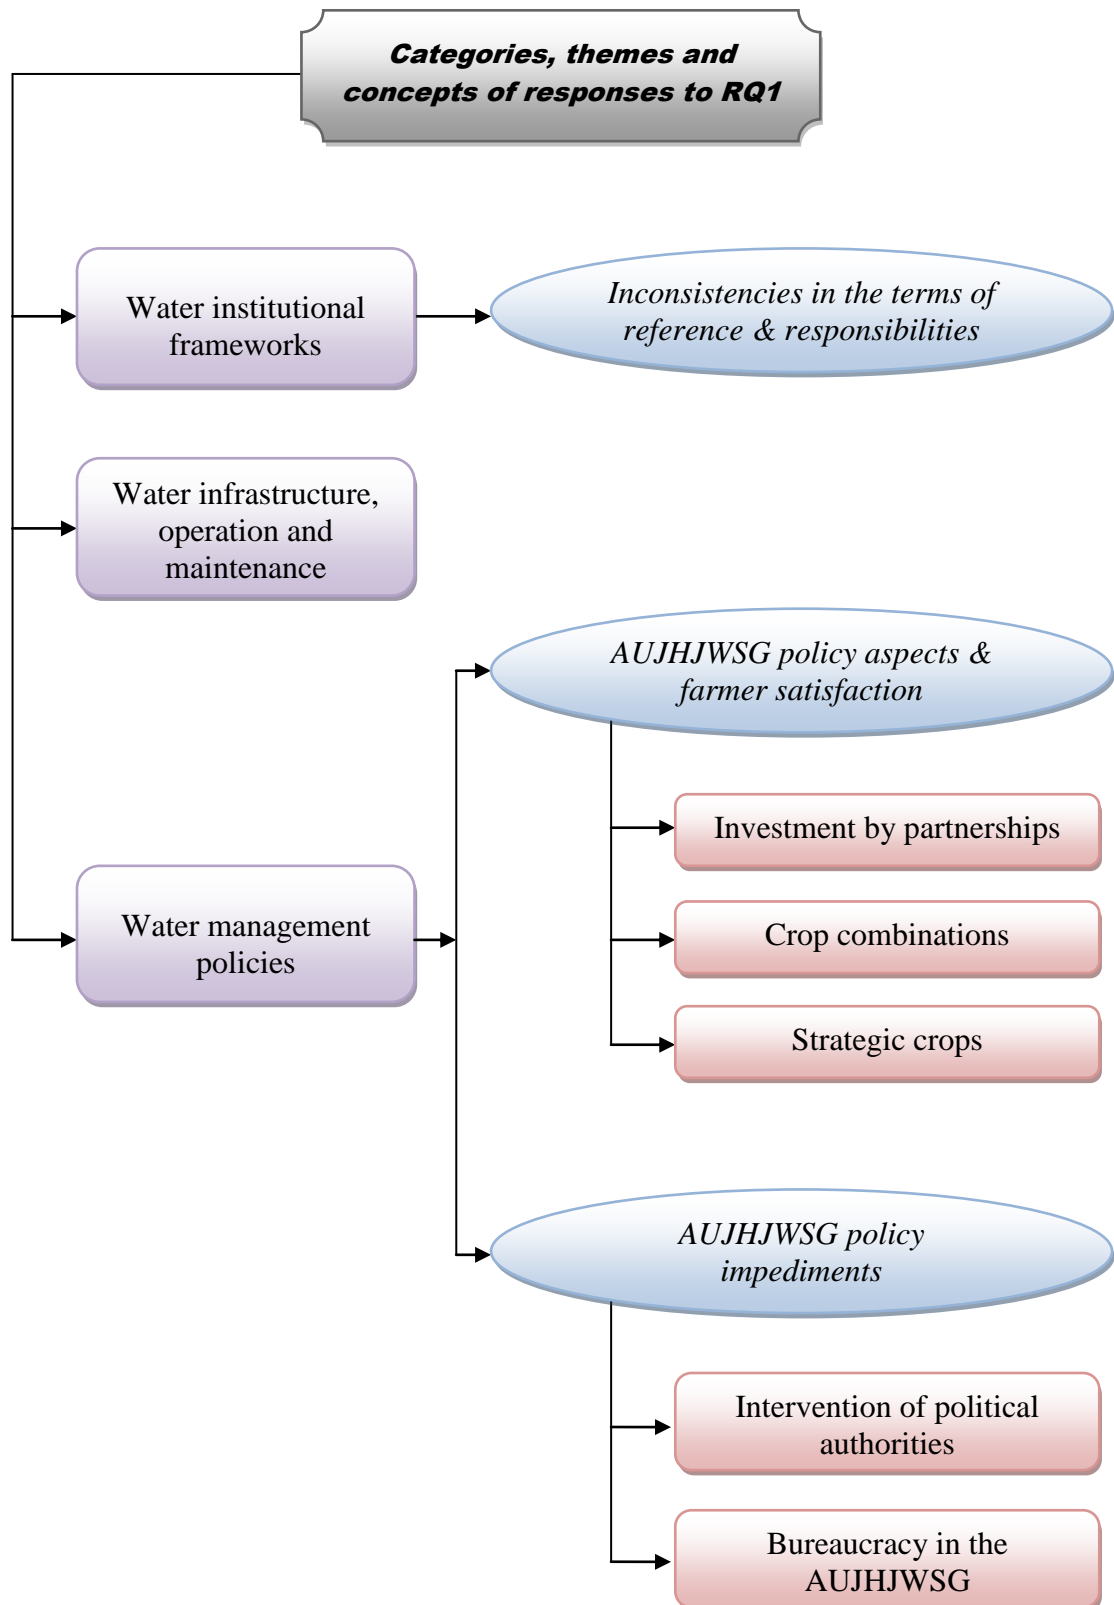 Categories, themes and
concepts of responses to RQ1
Water institutional
frameworks
Inconsistencies in the terms of
reference & responsibilities
Water infrastructure,
operation and
maintenance
AUJHJWSG policy aspects &
farmer satisfaction
Investment by partnerships
Water management
policies
Crop combinations
Strategic crops
AUJHJWSG policy
impediments
Intervention of political
authorities
Bureaucracy in the
AUJHJWSG